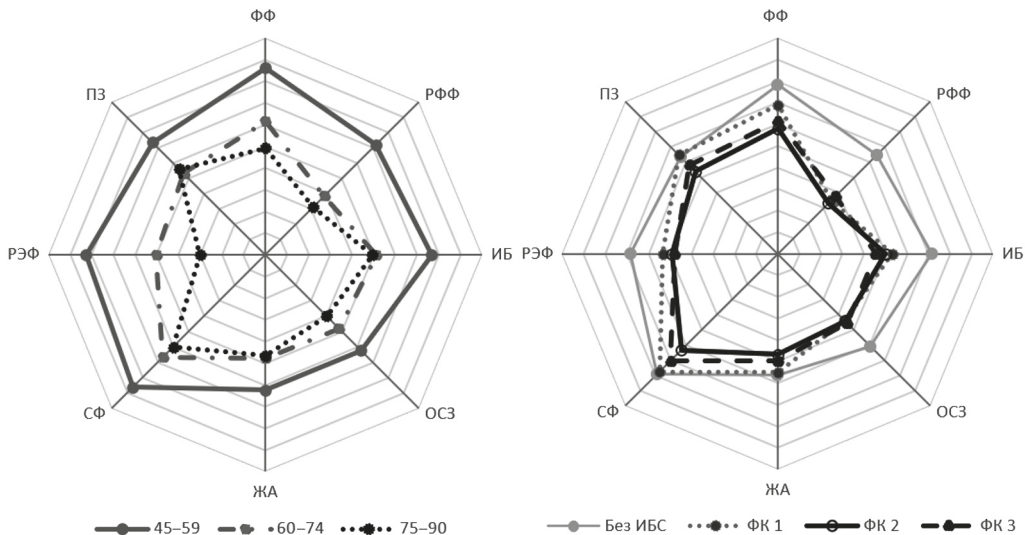 ФФ
РФФ
ИБ
ОСЗ
ЖА
СФ
РЭФ
ПЗ
45–59
60–74
75–90
ФФ
РФФ
ИБ
ОСЗ
ЖА
СФ
РЭФ
ПЗ
Без ИБС
ФК 1
ФК 2
ФК 3